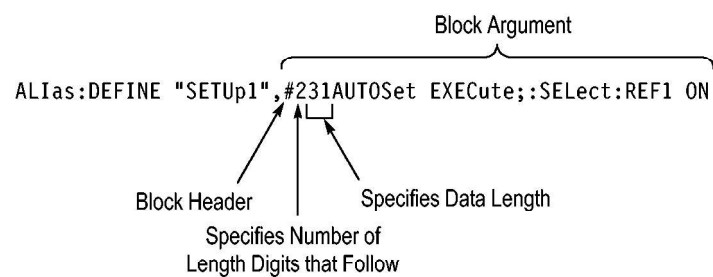 Block Argument
ALIas:DEFINE "SETUp1",#231AUTOSet EXECute;:SELect:REF1 ON
Block Header
Specifies Data Length
Specifies Number of
Length Digits that Follow